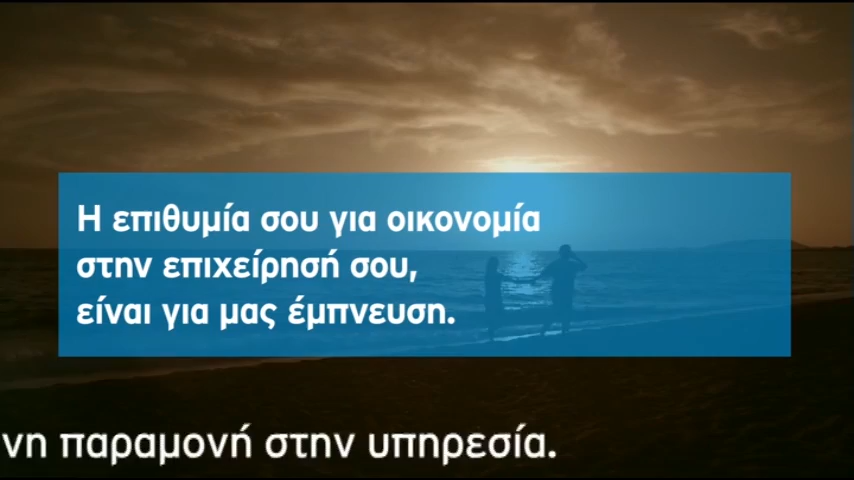 Η επιθυμία σου για οικονομία
στην επιχείρησή σου,
είναι για μας έμπνευση.
νη παραμονή στην υπηρεσία.